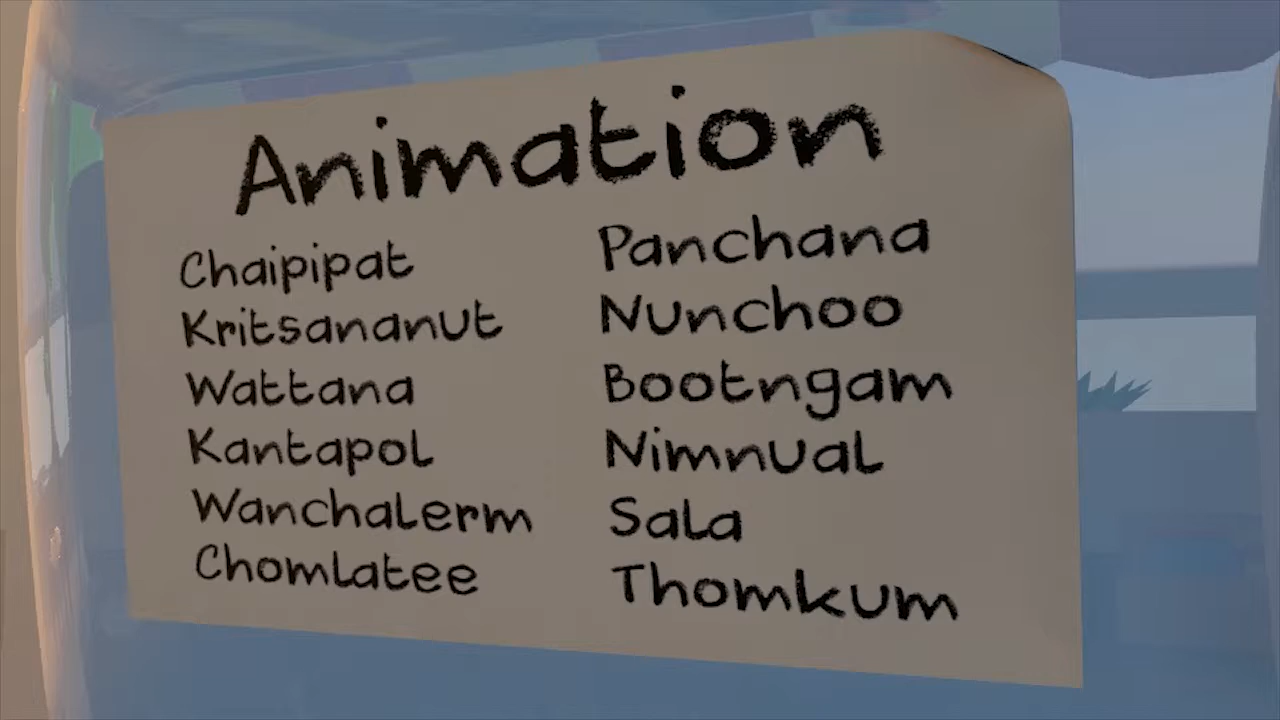 Animation
Chaipipat Panchana
Kritsananut Nunchoo
Wattana Bootngam
Kantapol Nimnual
Wanchalerm Sala
Chomlatee Thomkum